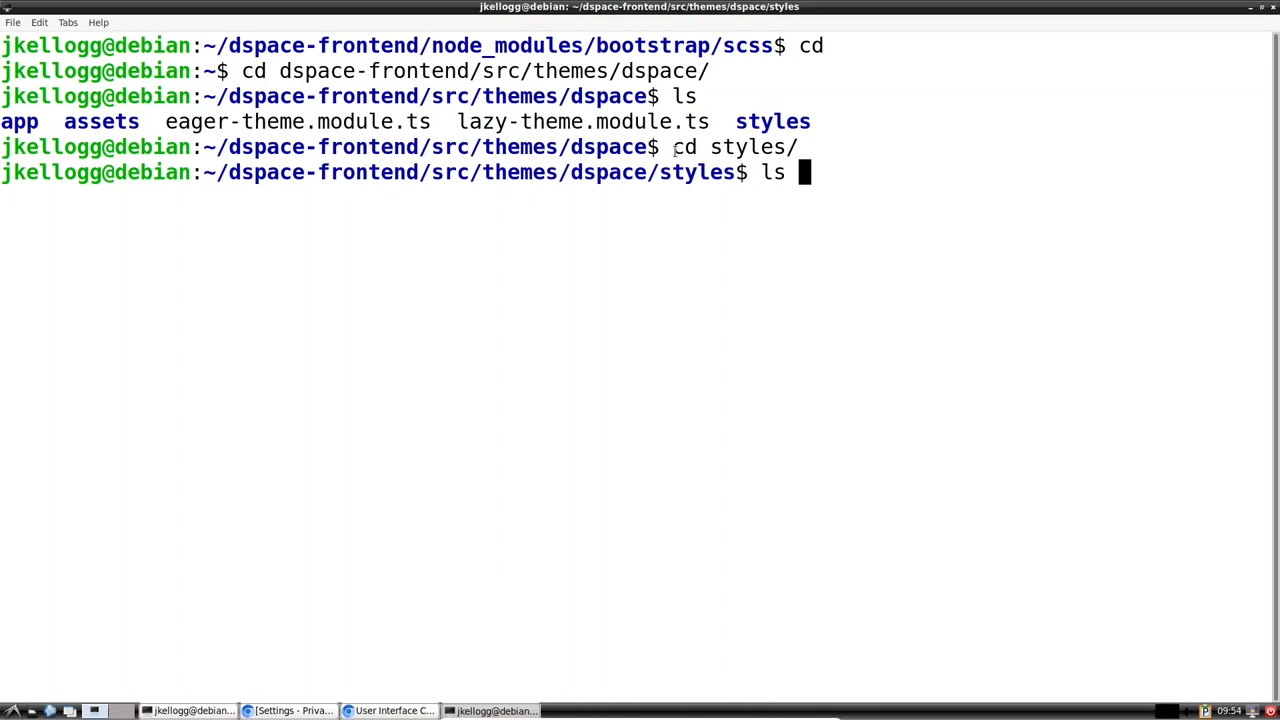 jkellogg@debian: ~/dspace-frontend/src/themes/dspace/styles
File Edit Tabs Help
jkellogg@debian:~/dspace-frontend/node_modules/bootstrap/scss$ cd
jkellogg@debian:~$ cd dspace-frontend/src/themes/dspace/
jkellogg@debian:~/dspace-frontend/src/themes/dspace$ ls
app assets eager-theme.module.ts lazy-theme.module.ts styles
jkellogg@debian:~/dspace-frontend/src/themes/dspace$ cd styles/
jkellogg@debian:~/dspace-frontend/src/themes/dspace/styles$ ls
jkellogg@debian... [Settings - Priva... User Interface C... jkellogg@debian... 09:54